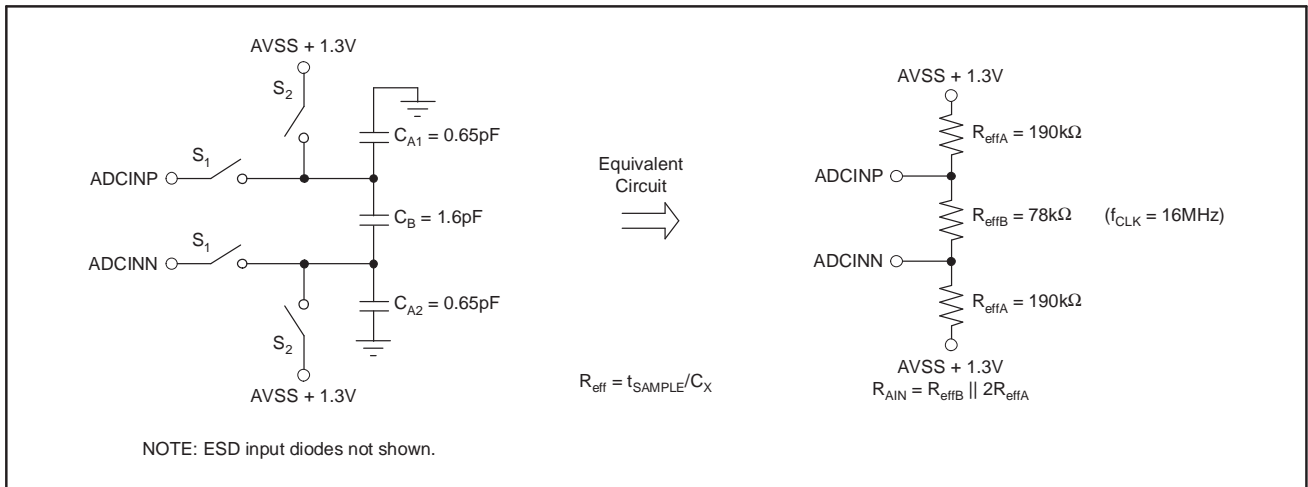 AVSS + 1.3V
S2
CA1 = 0.65pF
S1
ADCINP
CB = 1.6pF
S1
ADCINN
CA2 = 0.65pF
S2
AVSS + 1.3V
NOTE: ESD input diodes not shown.
Equivalent
Circuit
Reff = tSAMPLE/CX
AVSS + 1.3V
ReffA = 190kΩ
ADCINP
ReffB = 78kΩ (fCLK = 16MHz)
ADCINN
ReffA = 190kΩ
AVSS + 1.3V
RAIN = ReffB || 2ReffA